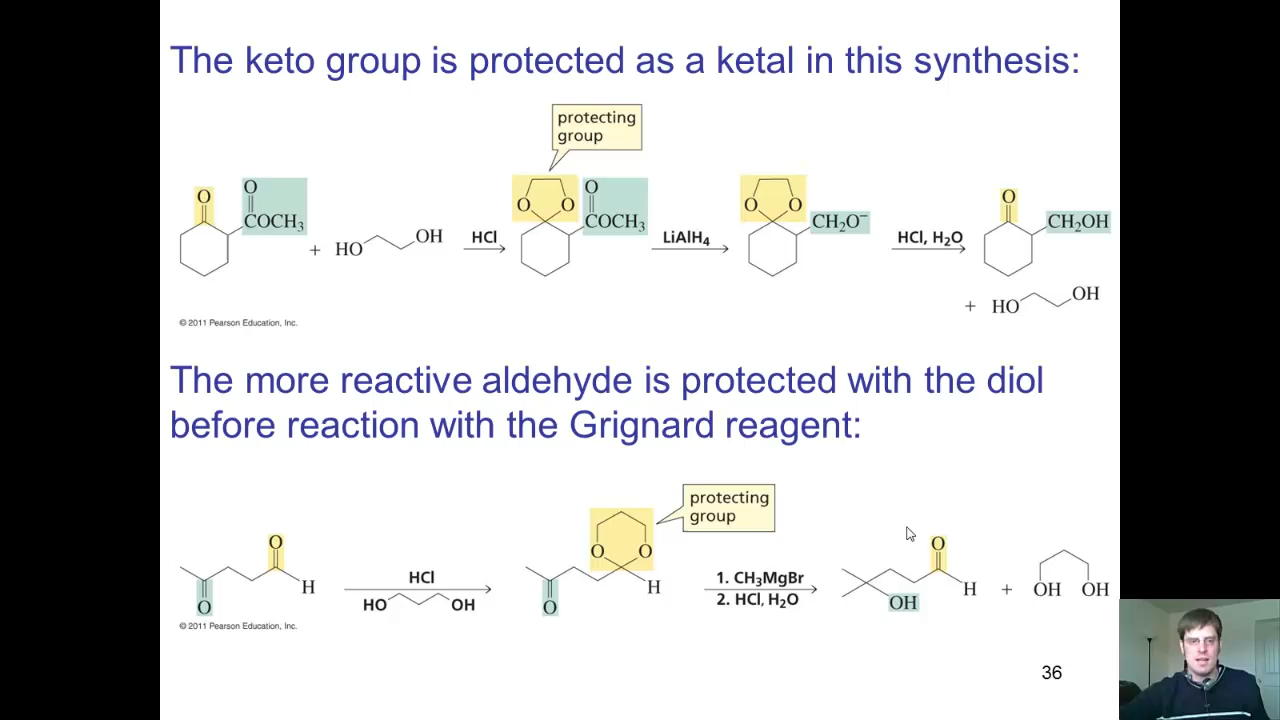 The keto group is protected as a ketal in this synthesis:
protecting
group
O
O
COCH₃
+ HO
OH
HCl
O
O
O
COCH₃
LiAlH₄
O
O
CH₂O⁻
HCl, H₂O
O
CH₂OH
+ HO
OH
© 2011 Pearson Education, Inc.
The more reactive aldehyde is protected with the diol
before reaction with the Grignard reagent:
protecting
group
O
H
O
HCl
HO
OH
O
O
H
O
1. CH₃MgBr
2. HCl, H₂O
O
H
OH
+
OH
OH
© 2011 Pearson Education, Inc.
36